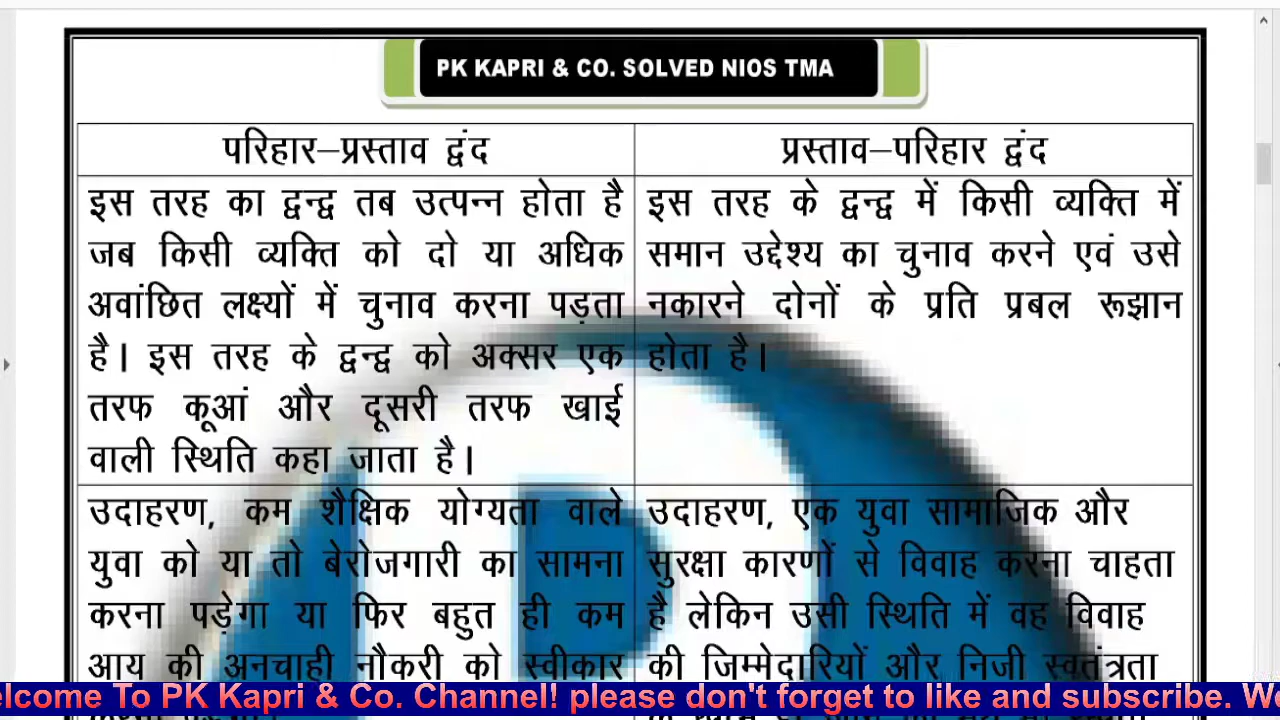 PK KAPRI & CO. SOLVED NIOS TMA
परिहार–प्रस्ताव द्वंद
इस तरह का द्वन्द्व तब उत्पन्न होता है
जब किसी व्यक्ति को दो या अधिक
अवांछित लक्ष्यों में चुनाव करना पड़ता
है। इस तरह के द्वन्द्व को अक्सर एक
तरफ कूआं और दूसरी तरफ खाई
वाली स्थिति कहा जाता है।
प्रस्ताव–परिहार द्वंद
इस तरह के द्वन्द्व में किसी व्यक्ति में
समान उद्देश्य का चुनाव करने एवं उसे
नकारने दोनों के प्रति प्रबल रूझान
होता है।
उदाहरण, कम शैक्षिक योग्यता वाले
युवा को या तो बेरोजगारी का सामना
करना पड़ेगा या फिर बहुत ही कम
आय की अनचाही नौकरी को स्वीकार
उदाहरण, एक युवा सामाजिक और
सुरक्षा कारणों से विवाह करना चाहता
है लेकिन उसी स्थिति में वह विवाह
की जिम्मेदारियों और निजी स्वतंत्रता
elcome To PK Kapri & Co. Channel! please don't forget to like and subscribe. We